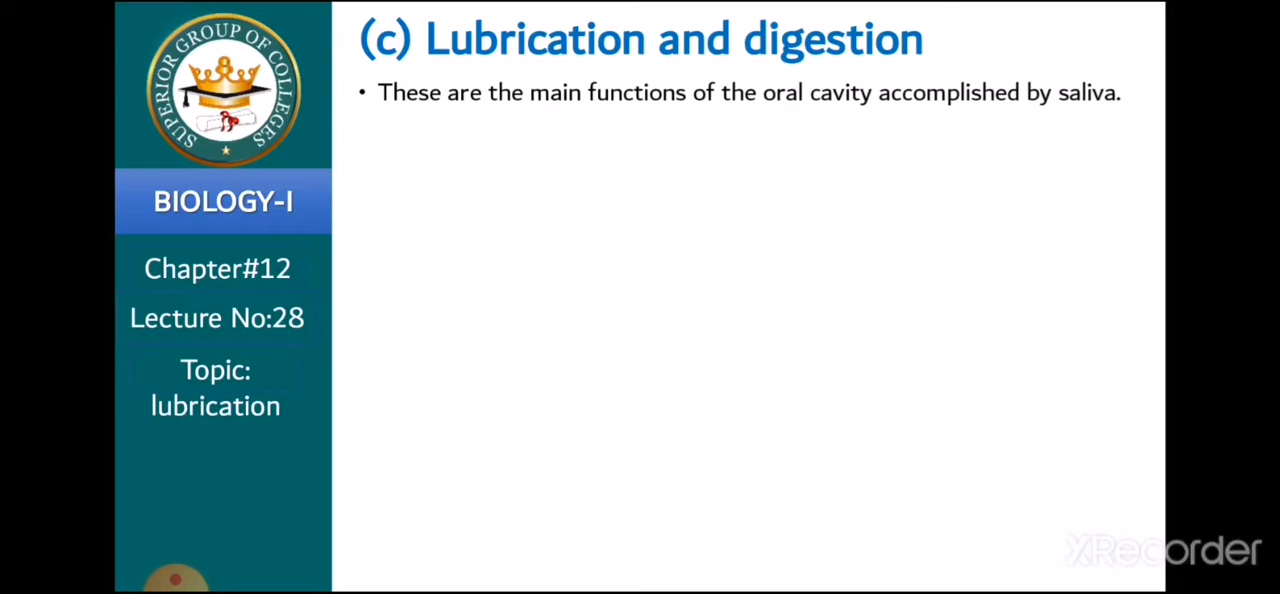 SUPERIOR GROUP OF COLLEGES
(c) Lubrication and digestion
• These are the main functions of the oral cavity accomplished by saliva.
BIOLOGY-I
Chapter#12
Lecture No:28
Topic:
lubrication
XRecorder